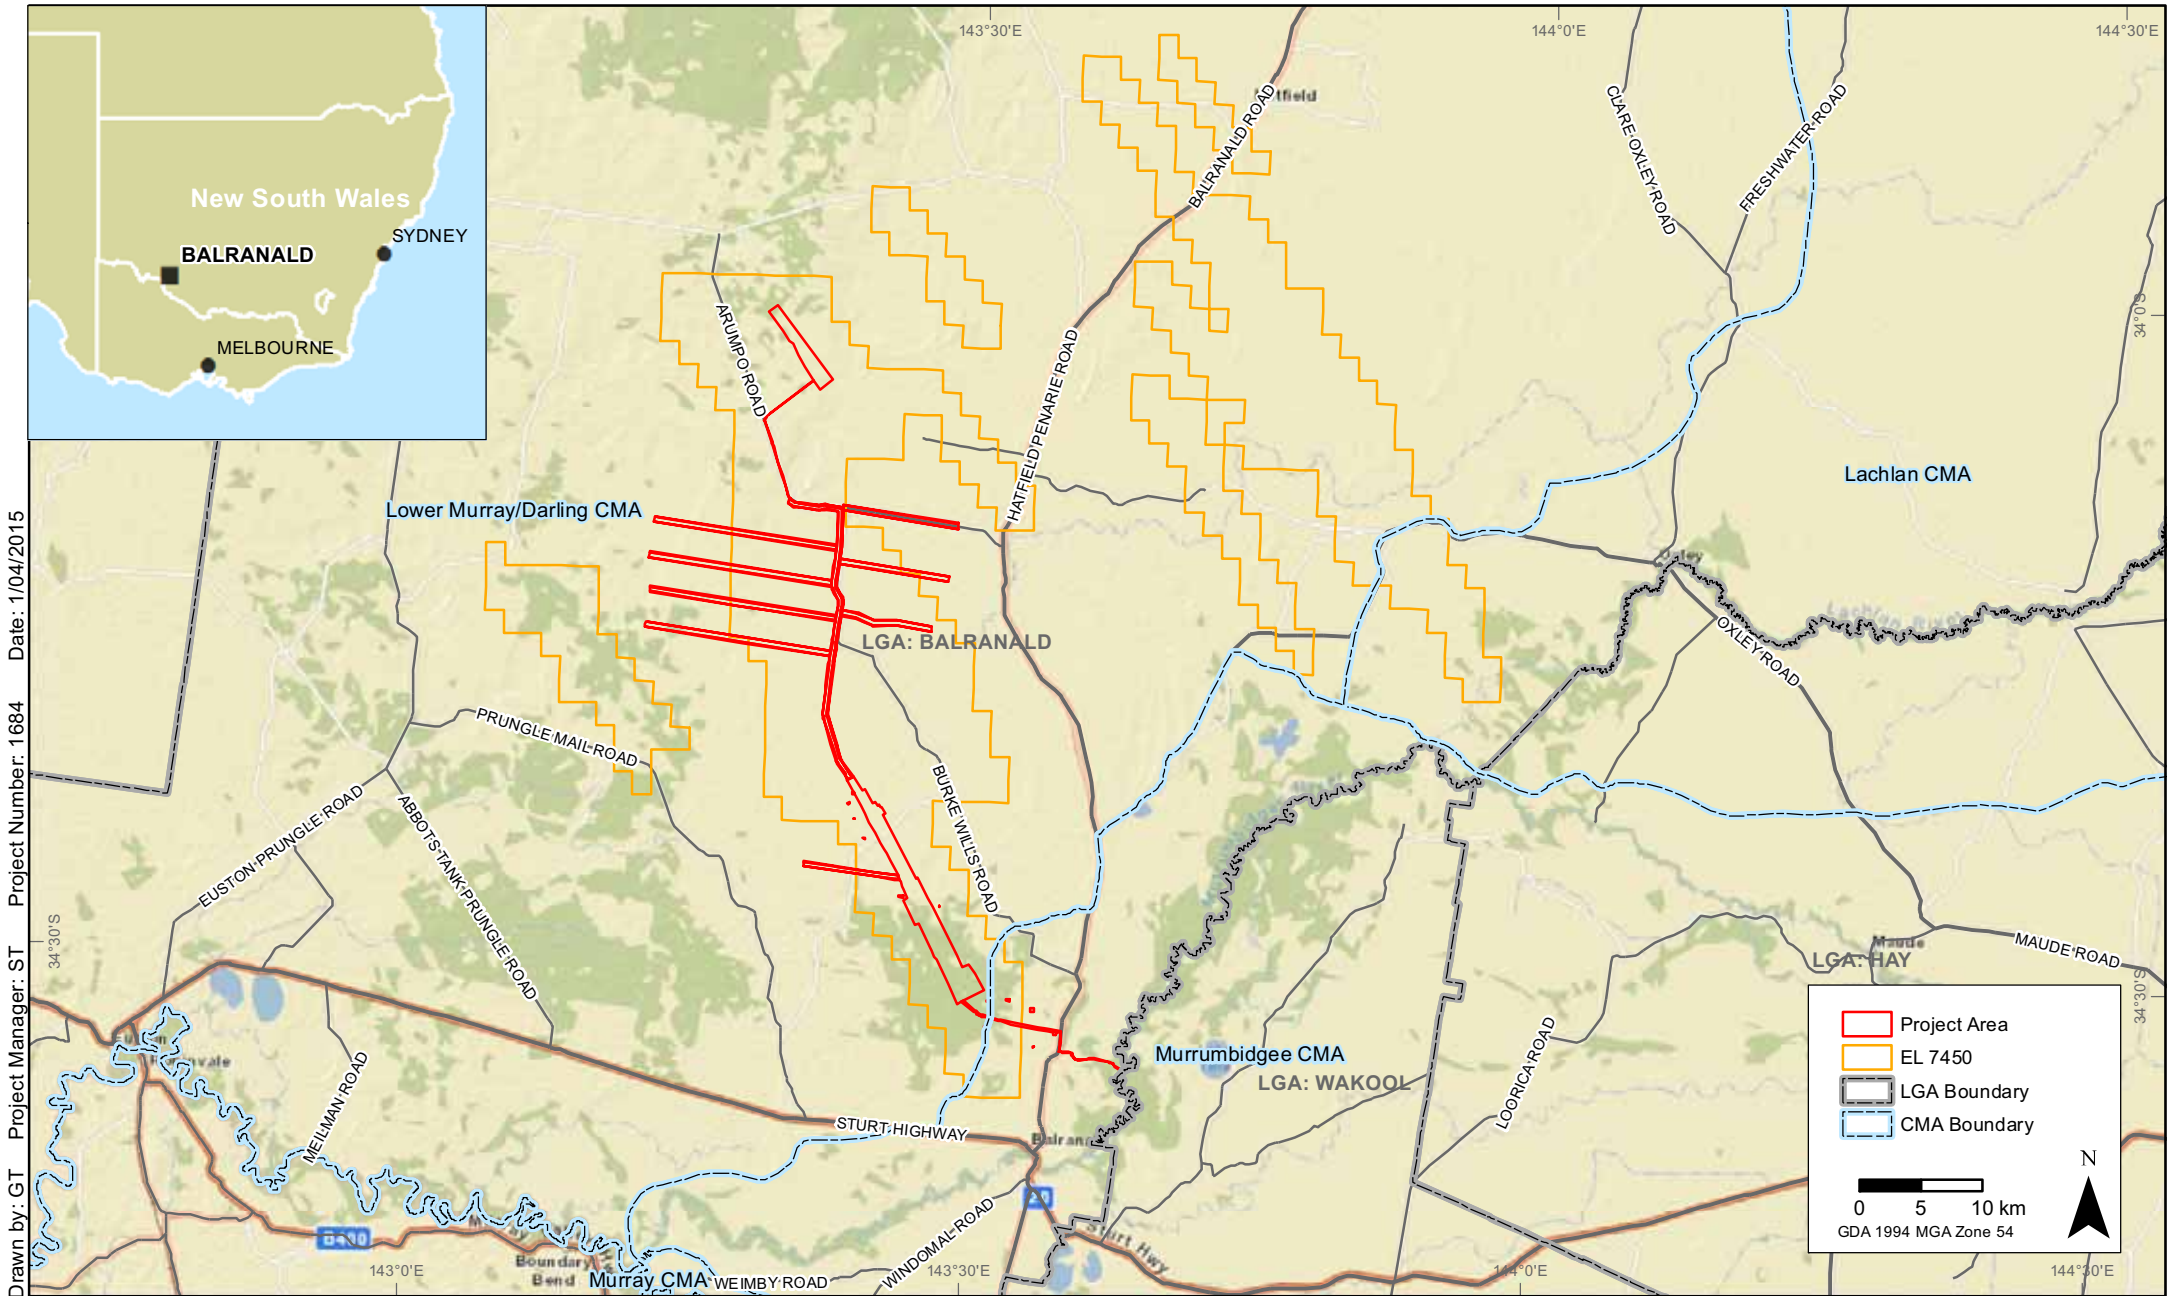 143°30'E
144°0'E
144°30'E
New South Wales
BALRANALD
SYDNEY
MELBOURNE
BALRANALD ROAD
CLARE-OXLEY ROAD
FRESHWATER ROAD
34°0'S
ARUMPO ROAD
HATFIELD PENARIE ROAD
Lachlan CMA
Lower Murray/Darling CMA
LGA: BALRANALD
OXLEY ROAD
PRUNGLE MAIL ROAD
BURKE WILLS ROAD
EUSTON-PRUNGLE ROAD
ABBOTS TANK PRUNGLE ROAD
34°30'S
Maude
LGA: HAY
MAUDE ROAD
34°30'S
Murrumbidgee CMA
LGA: WAKOOL
LOORICA ROAD
MEILMAN ROAD
STURT HIGHWAY
WINDOMAL ROAD
Sturt Hwy
B400
20
Boundary
Bend
Murray CMA
WEIMBY ROAD
143°0'E
143°30'E
144°0'E
144°30'E
Project Area
EL 7450
LGA Boundary
CMA Boundary
N
0 5 10 km
GDA 1994 MGA Zone 54
Drawn by: GT Project Manager: ST Project Number: 1684 Date: 1/04/2015